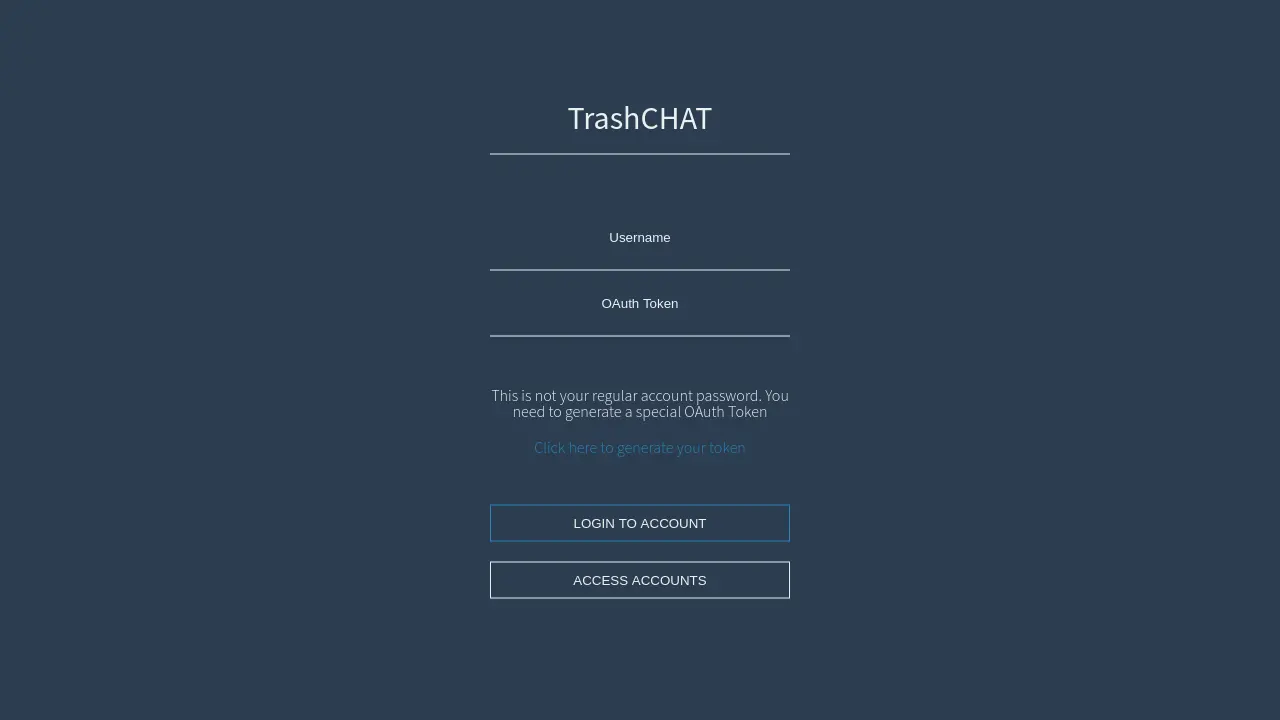 TrashCHAT
Username
OAuth Token
This is not your regular account password. You
need to generate a special OAuth Token
Click here to generate your token
LOGIN TO ACCOUNT
ACCESS ACCOUNTS